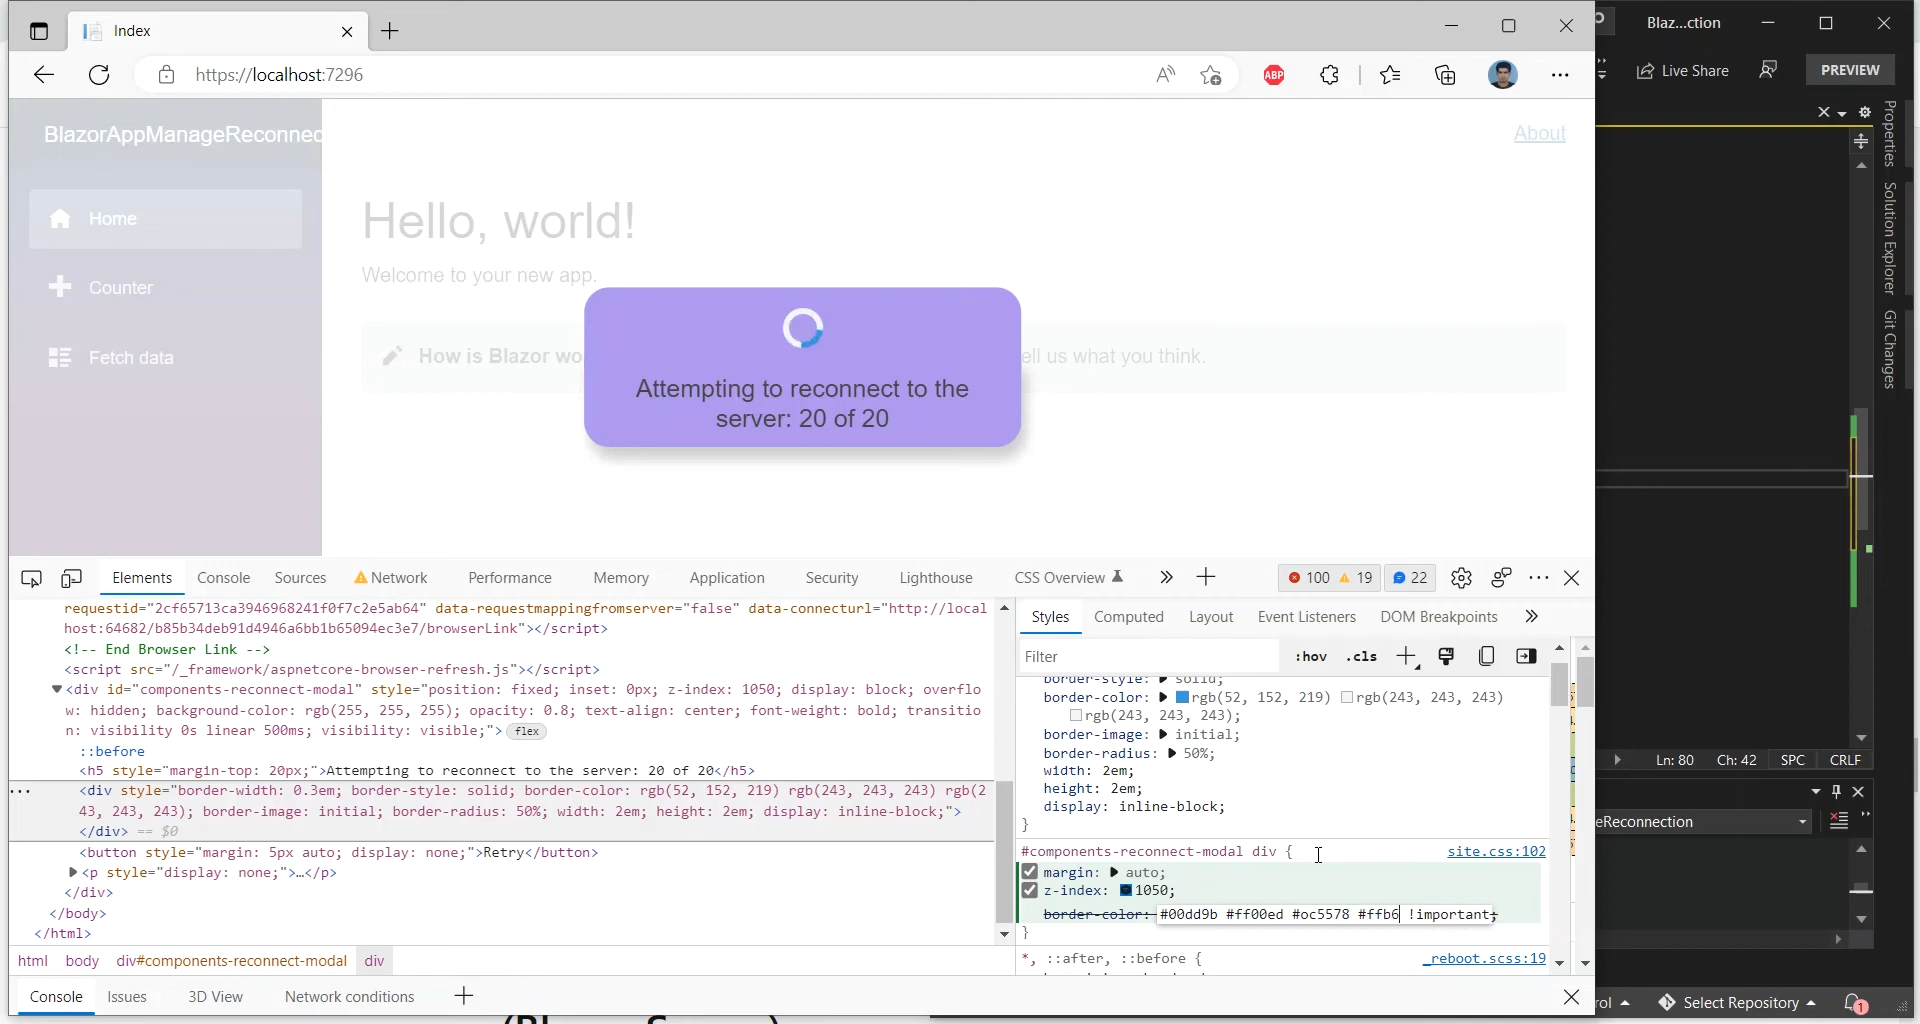 Index
Blaz...ction
https://localhost:7296
ABP
Live Share
PREVIEW
BlazorAppManageReconnec
About
Home
Hello, world!
Welcome to your new app.
Counter
Fetch data
How is Blazor wo
ell us what you think.
Attempting to reconnect to the
server: 20 of 20
Properties
Solution Explorer
Git Changes
Elements Console Sources Network Performance Memory Application Security Lighthouse CSS Overview 100 19 22
requestid="2cf65713ca3946968241f0f7c2e5ab64" data-requestmappingfromserver="false" data-connecturl="http://local
host:64682/b85b34deb91d4946a6bb1b65094ec3e7/browserLink"></script>
<!-- End Browser Link -->
<script src="/_framework/aspnetcore-browser-refresh.js"></script>
<div id="components-reconnect-modal" style="position: fixed; inset: 0px; z-index: 1050; display: block; overflo
w: hidden; background-color: rgb(255, 255, 255); opacity: 0.8; text-align: center; font-weight: bold; transitio
n: visibility 0s linear 500ms; visibility: visible;"> flex
::before
<h5 style="margin-top: 20px;">Attempting to reconnect to the server: 20 of 20</h5>
<div style="border-width: 0.3em; border-style: solid; border-color: rgb(52, 152, 219) rgb(243, 243, 243) rgb(2
43, 243, 243); border-image: initial; border-radius: 50%; width: 2em; height: 2em; display: inline-block;">
</div> == $0
<button style="margin: 5px auto; display: none;">Retry</button>
<p style="display: none;">…</p>
</div>
</body>
</html>
html body div#components-reconnect-modal div
Styles Computed Layout Event Listeners DOM Breakpoints
Filter :hov .cls
border-style: solid;
border-color: rgb(52, 152, 219) rgb(243, 243, 243)
rgb(243, 243, 243);
border-image: initial;
border-radius: 50%;
width: 2em;
height: 2em;
display: inline-block;
}
#components-reconnect-modal div { site.css:102
margin: auto;
z-index: 1050;
border-color: #00dd9b #ff00ed #oc5578 #ffb6 !important;
}
*, ::after, ::before { _reboot.scss:19
Console Issues 3D View Network conditions
Ln: 80 Ch: 42 SPC CRLF
eReconnection
rol Select Repository 1